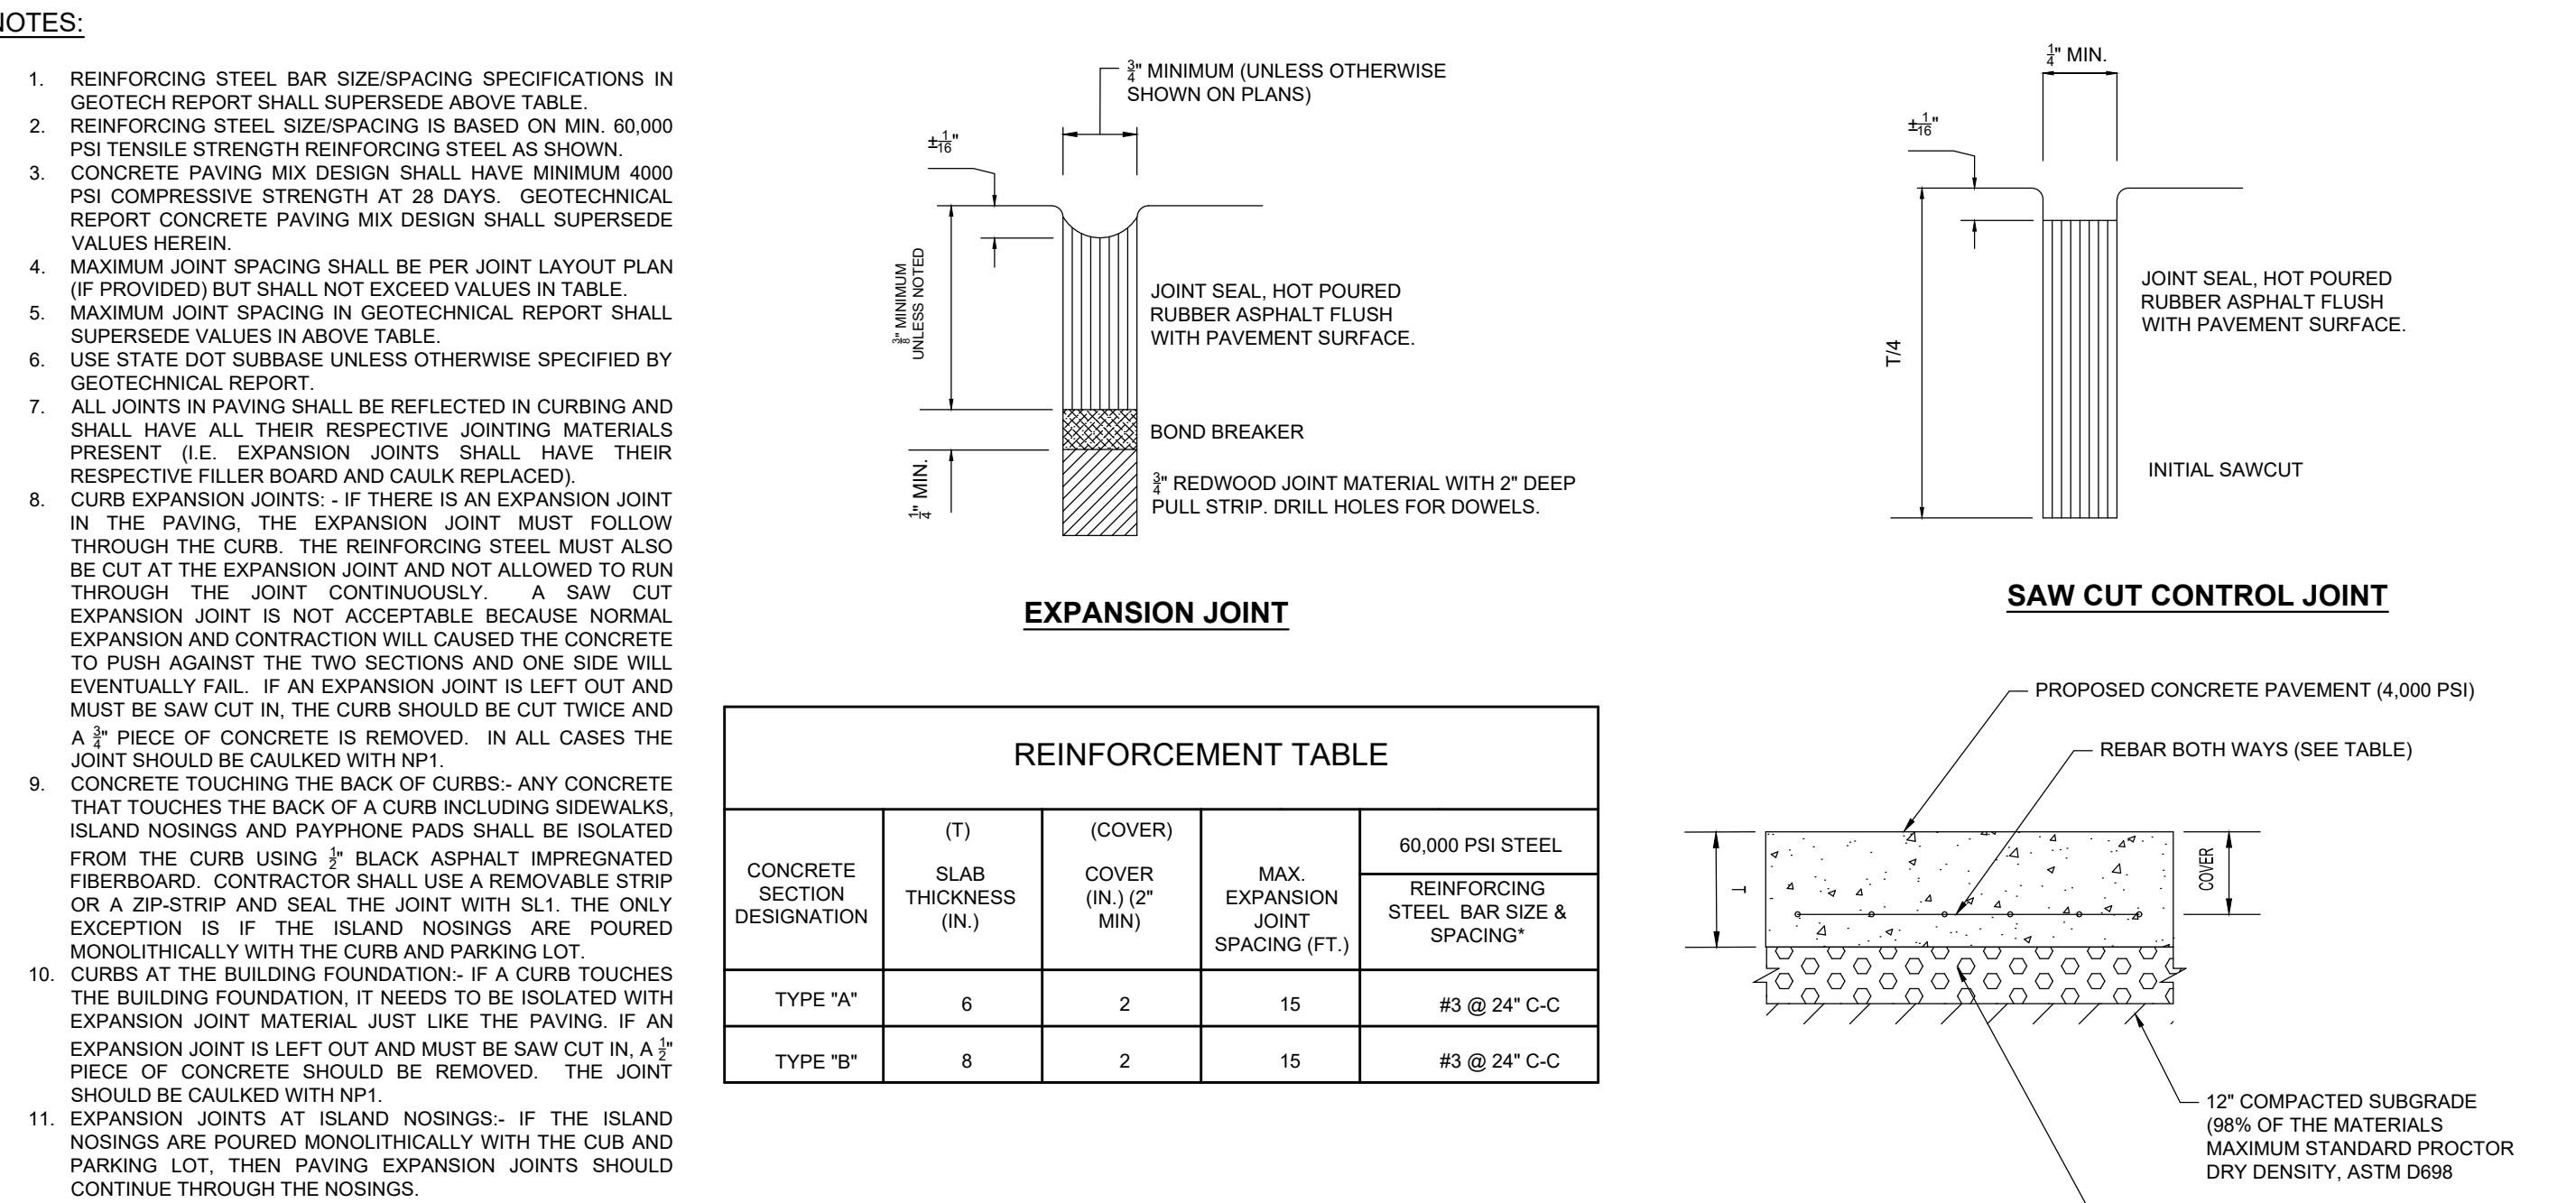 NOTES:
1. REINFORCING STEEL BAR SIZE/SPACING SPECIFICATIONS IN
GEOTECH REPORT SHALL SUPERSEDE ABOVE TABLE.
2. REINFORCING STEEL SIZE/SPACING IS BASED ON MIN. 60,000
PSI TENSILE STRENGTH REINFORCING STEEL AS SHOWN.
3. CONCRETE PAVING MIX DESIGN SHALL HAVE MINIMUM 4000
PSI COMPRESSIVE STRENGTH AT 28 DAYS. GEOTECHNICAL
REPORT CONCRETE PAVING MIX DESIGN SHALL SUPERSEDE
VALUES HEREIN.
4. MAXIMUM JOINT SPACING SHALL BE PER JOINT LAYOUT PLAN
(IF PROVIDED) BUT SHALL NOT EXCEED VALUES IN TABLE.
5. MAXIMUM JOINT SPACING IN GEOTECHNICAL REPORT SHALL
SUPERSEDE VALUES IN ABOVE TABLE.
6. USE STATE DOT SUBBASE UNLESS OTHERWISE SPECIFIED BY
GEOTECHNICAL REPORT.
7. ALL JOINTS IN PAVING SHALL BE REFLECTED IN CURBING AND
SHALL HAVE ALL THEIR RESPECTIVE JOINTING MATERIALS
PRESENT (I.E. EXPANSION JOINTS SHALL HAVE THEIR
RESPECTIVE FILLER BOARD AND CAULK REPLACED).
8. CURB EXPANSION JOINTS: - IF THERE IS AN EXPANSION JOINT
IN THE PAVING, THE EXPANSION JOINT MUST FOLLOW
THROUGH THE CURB. THE REINFORCING STEEL MUST ALSO
BE CUT AT THE EXPANSION JOINT AND NOT ALLOWED TO RUN
THROUGH THE JOINT CONTINUOUSLY. A SAW CUT
EXPANSION JOINT IS NOT ACCEPTABLE BECAUSE NORMAL
EXPANSION AND CONTRACTION WILL CAUSED THE CONCRETE
TO PUSH AGAINST THE TWO SECTIONS AND ONE SIDE WILL
EVENTUALLY FAIL. IF AN EXPANSION JOINT IS LEFT OUT AND
MUST BE SAW CUT IN, THE CURB SHOULD BE CUT TWICE AND
A 3/4" PIECE OF CONCRETE IS REMOVED. IN ALL CASES THE
JOINT SHOULD BE CAULKED WITH NP1.
9. CONCRETE TOUCHING THE BACK OF CURBS:- ANY CONCRETE
THAT TOUCHES THE BACK OF A CURB INCLUDING SIDEWALKS,
ISLAND NOSINGS AND PAYPHONE PADS SHALL BE ISOLATED
FROM THE CURB USING 1/2" BLACK ASPHALT IMPREGNATED
FIBERBOARD. CONTRACTOR SHALL USE A REMOVABLE STRIP
OR A ZIP-STRIP AND SEAL THE JOINT WITH SL1. THE ONLY
EXCEPTION IS IF THE ISLAND NOSINGS ARE POURED
MONOLITHICALLY WITH THE CURB AND PARKING LOT.
10. CURBS AT THE BUILDING FOUNDATION:- IF A CURB TOUCHES
THE BUILDING FOUNDATION, IT NEEDS TO BE ISOLATED WITH
EXPANSION JOINT MATERIAL JUST LIKE THE PAVING. IF AN
EXPANSION JOINT IS LEFT OUT AND MUST BE SAW CUT IN, A 1/2"
PIECE OF CONCRETE SHOULD BE REMOVED. THE JOINT
SHOULD BE CAULKED WITH NP1.
11. EXPANSION JOINTS AT ISLAND NOSINGS:- IF THE ISLAND
NOSINGS ARE POURED MONOLITHICALLY WITH THE CUB AND
PARKING LOT, THEN PAVING EXPANSION JOINTS SHOULD
CONTINUE THROUGH THE NOSINGS.
3/4" MINIMUM (UNLESS OTHERWISE
SHOWN ON PLANS)
±1/16"
3/8" MINIMUM
UNLESS NOTED
JOINT SEAL, HOT POURED
RUBBER ASPHALT FLUSH
WITH PAVEMENT SURFACE.
BOND BREAKER
1/4" MIN.
3/4" REDWOOD JOINT MATERIAL WITH 2" DEEP
PULL STRIP. DRILL HOLES FOR DOWELS.
EXPANSION JOINT
1/4" MIN.
±1/16"
T/4
JOINT SEAL, HOT POURED
RUBBER ASPHALT FLUSH
WITH PAVEMENT SURFACE.
INITIAL SAWCUT
SAW CUT CONTROL JOINT
REINFORCEMENT TABLE
CONCRETE
SECTION
DESIGNATION
(T)
SLAB
THICKNESS
(IN.)
(COVER)
COVER
(IN.) (2"
MIN)
MAX.
EXPANSION
JOINT
SPACING (FT.)
60,000 PSI STEEL
REINFORCING
STEEL BAR SIZE &
SPACING*
TYPE "A" 6 2 15 #3 @ 24" C-C
TYPE "B" 8 2 15 #3 @ 24" C-C
PROPOSED CONCRETE PAVEMENT (4,000 PSI)
REBAR BOTH WAYS (SEE TABLE)
T
COVER
12" COMPACTED SUBGRADE
(98% OF THE MATERIALS
MAXIMUM STANDARD PROCTOR
DRY DENSITY, ASTM D698